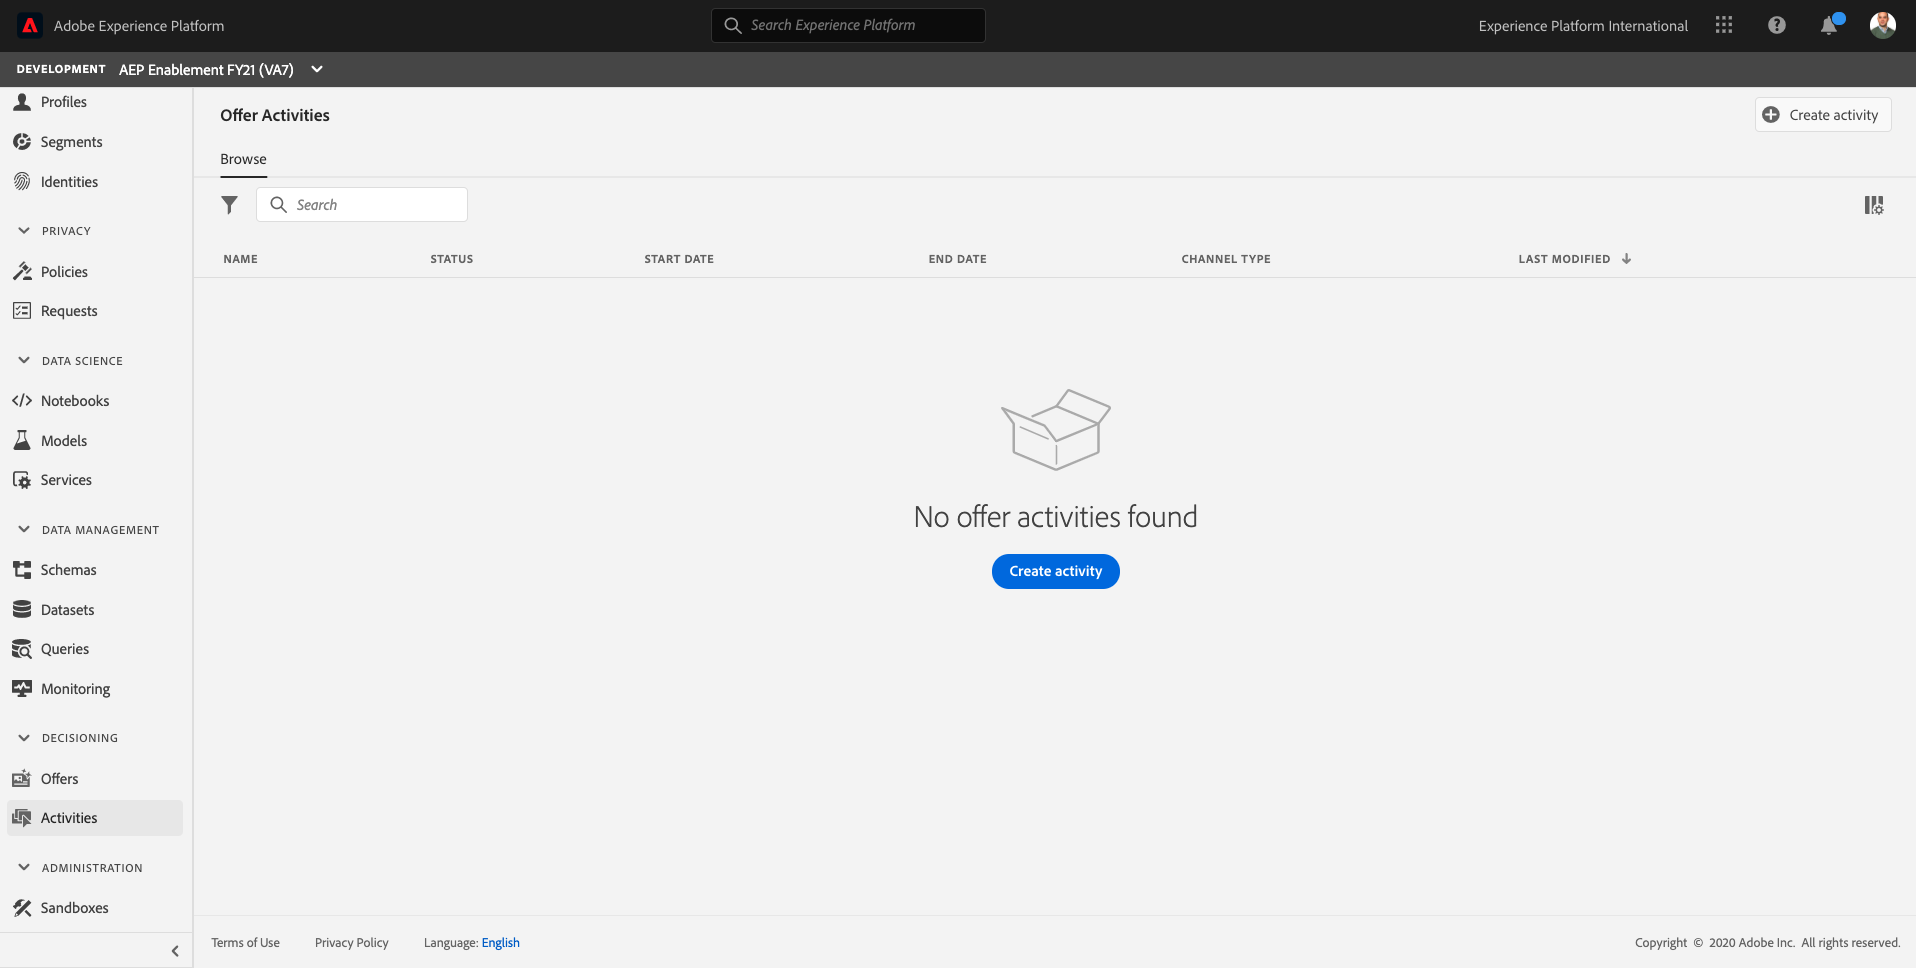 Adobe Experience Platform
Search Experience Platform
Experience Platform International
DEVELOPMENT AEP Enablement FY21 (VA7)
Profiles
Segments
Identities
PRIVACY
Policies
Requests
DATA SCIENCE
Notebooks
Models
Services
DATA MANAGEMENT
Schemas
Datasets
Queries
Monitoring
DECISIONING
Offers
Activities
ADMINISTRATION
Sandboxes
Offer Activities
Create activity
Browse
Search
NAME STATUS START DATE END DATE CHANNEL TYPE LAST MODIFIED
No offer activities found
Create activity
Terms of Use Privacy Policy Language: English
Copyright © 2020 Adobe Inc. All rights reserved.